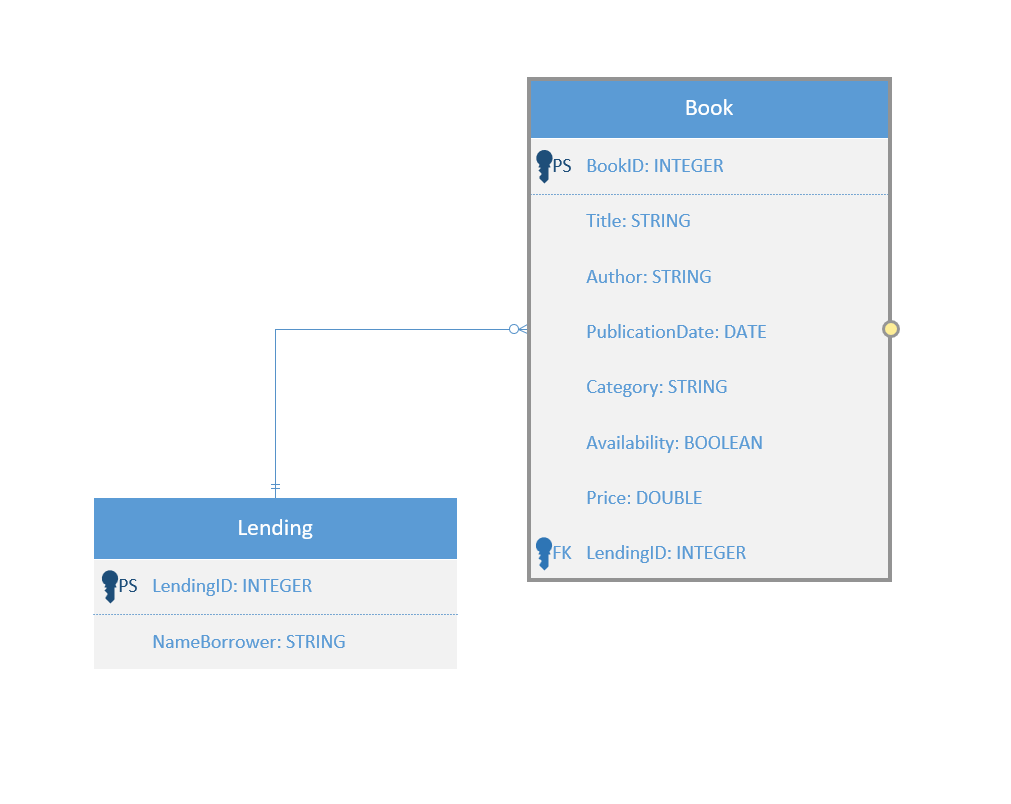 Book
PS BookID: INTEGER
Title: STRING
Author: STRING
PublicationDate: DATE
Category: STRING
Availability: BOOLEAN
Price: DOUBLE
FK LendingID: INTEGER
Lending
PS LendingID: INTEGER
NameBorrower: STRING